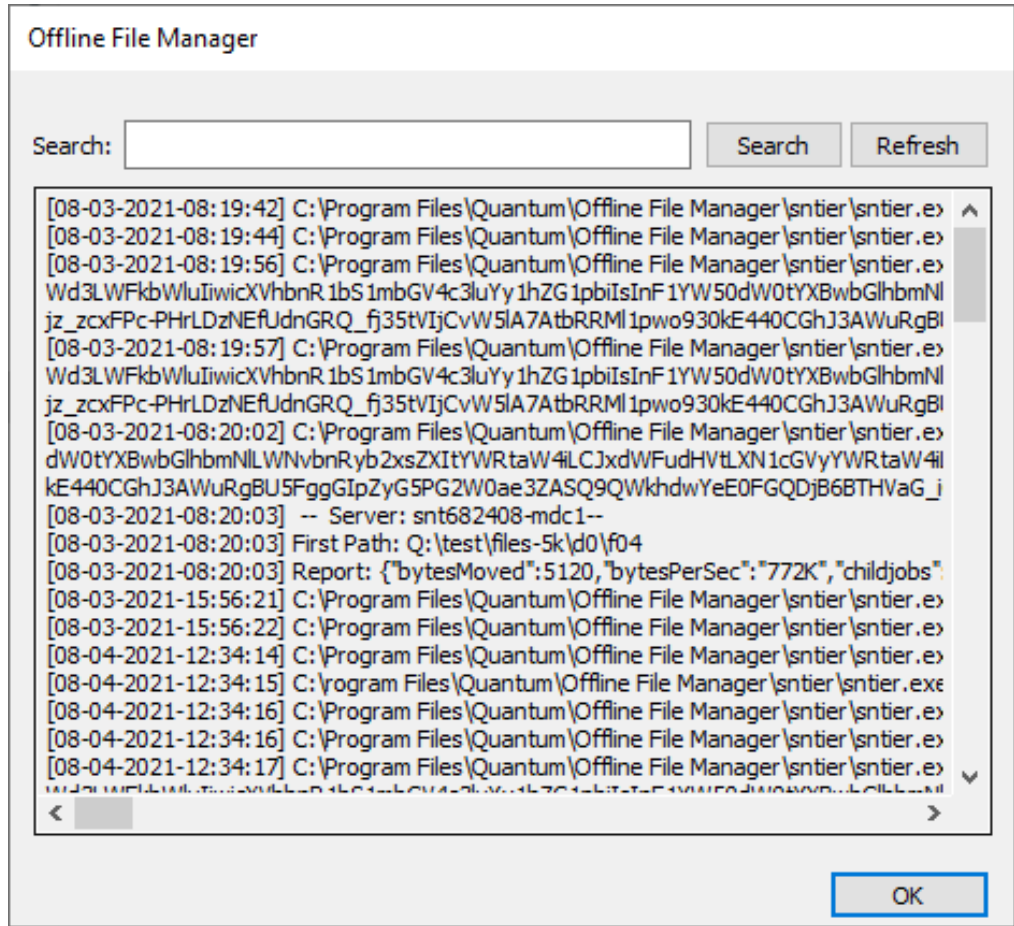 Offline File Manager
Search: Search Refresh
[08-03-2021-08:19:42] C:\Program Files\Quantum\Offline File Manager\sntier\sntier.ex
[08-03-2021-08:19:44] C:\Program Files\Quantum\Offline File Manager\sntier\sntier.ex
[08-03-2021-08:19:56] C:\Program Files\Quantum\Offline File Manager\sntier\sntier.ex
Wd3LWFkbWluIiwicXVhbnR1bS1mbGV4c3luYy1hZG1pbiIsInF1YW50dW0tYXBwbGlhbmNl
jz_zcxFPc-PHrLDzNEfUdnGRQ_fj35tVIjCvW5lA7AtbRRMl1pwo930kE440CGhJ3AWuRgBU
[08-03-2021-08:19:57] C:\Program Files\Quantum\Offline File Manager\sntier\sntier.ex
Wd3LWFkbWluIiwicXVhbnR1bS1mbGV4c3luYy1hZG1pbiIsInF1YW50dW0tYXBwbGlhbmNl
jz_zcxFPc-PHrLDzNEfUdnGRQ_fj35tVIjCvW5lA7AtbRRMl1pwo930kE440CGhJ3AWuRgBU
[08-03-2021-08:20:02] C:\Program Files\Quantum\Offline File Manager\sntier\sntier.ex
dW0tYXBwbGlhbmNlLWNvbnRyb2xsZXItYWRtaW4iLCJxdWFudHVtLXN1cGVyYWRtaW4i
kE440CGhJ3AWuRgBU5FggGIpZyG5PG2W0ae3ZASQ9QWkhdwYeE0FGQDjB6BTHVaG_i
[08-03-2021-08:20:03] -- Server: snt682408-mdc1--
[08-03-2021-08:20:03] First Path: Q:\test\files-5k\d0\f04
[08-03-2021-08:20:03] Report: {"bytesMoved":5120,"bytesPerSec":"772K","childjobs":
[08-03-2021-15:56:21] C:\Program Files\Quantum\Offline File Manager\sntier\sntier.ex
[08-03-2021-15:56:22] C:\Program Files\Quantum\Offline File Manager\sntier\sntier.ex
[08-04-2021-12:34:14] C:\Program Files\Quantum\Offline File Manager\sntier\sntier.ex
[08-04-2021-12:34:15] C:\rogram Files\Quantum\Offline File Manager\sntier\sntier.exe
[08-04-2021-12:34:16] C:\Program Files\Quantum\Offline File Manager\sntier\sntier.ex
[08-04-2021-12:34:16] C:\Program Files\Quantum\Offline File Manager\sntier\sntier.ex
[08-04-2021-12:34:17] C:\Program Files\Quantum\Offline File Manager\sntier\sntier.ex
OK